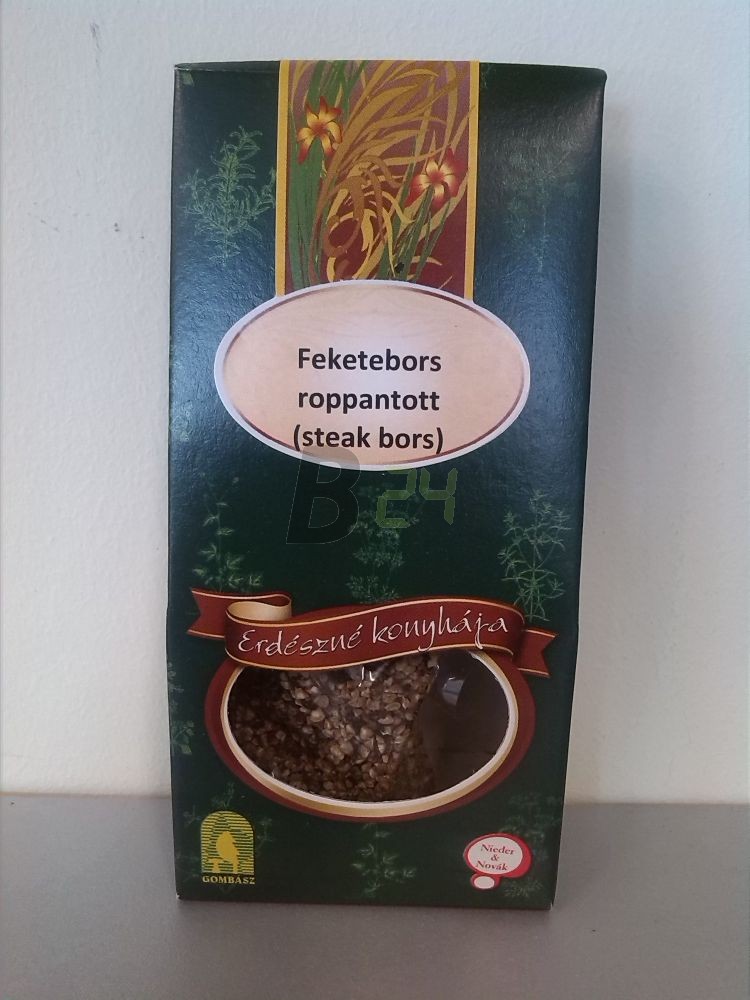 Feketebors
roppantott
(steak bors)
B24
Erdészné konyhája
GOMBÁSZ
Nieder
&
Novák